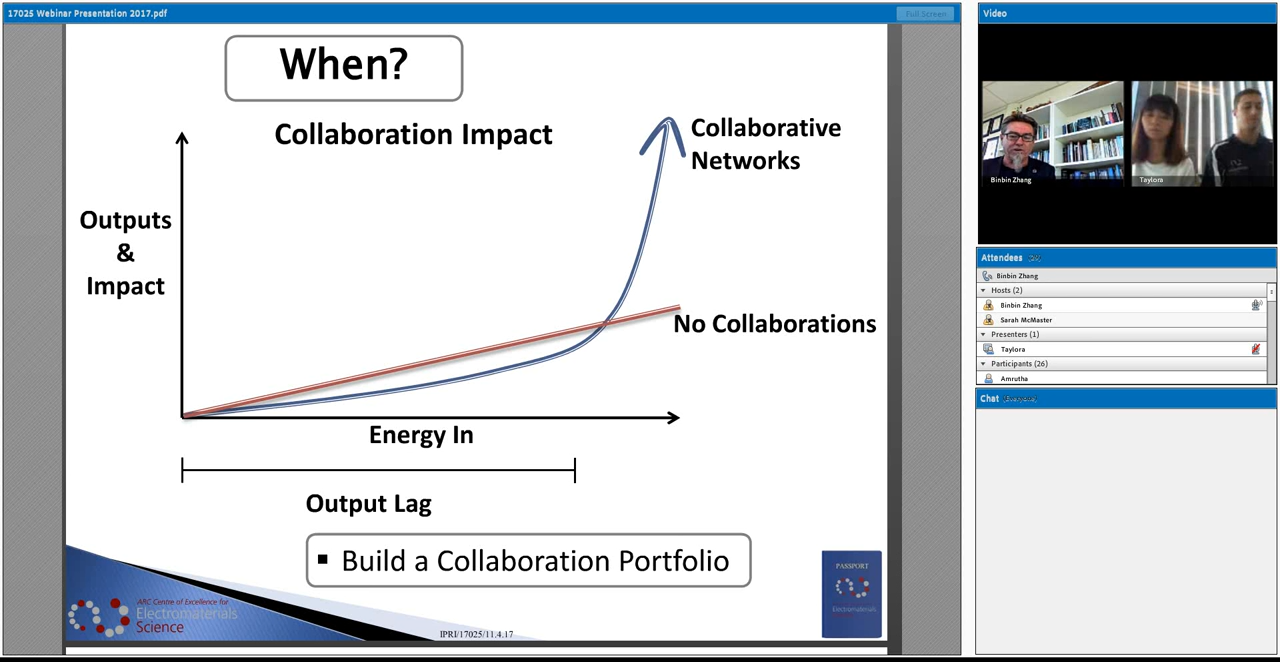 17025 Webinar Presentation 2017.pdf
Full Screen
When?
Collaboration Impact
Collaborative
Networks
Outputs
&
Impact
No Collaborations
Energy In
Output Lag
▪ Build a Collaboration Portfolio
ARC Centre of Excellence for
Electromaterials
Science
IPRI/17025/11.4.17
PASSPORT
Electromaterials
Video
Binbin Zhang
Taylora
Attendees
Binbin Zhang
Hosts (2)
Binbin Zhang
Sarah McMaster
Presenters (1)
Taylora
Participants (26)
Amrutha
Chat (Everyone)